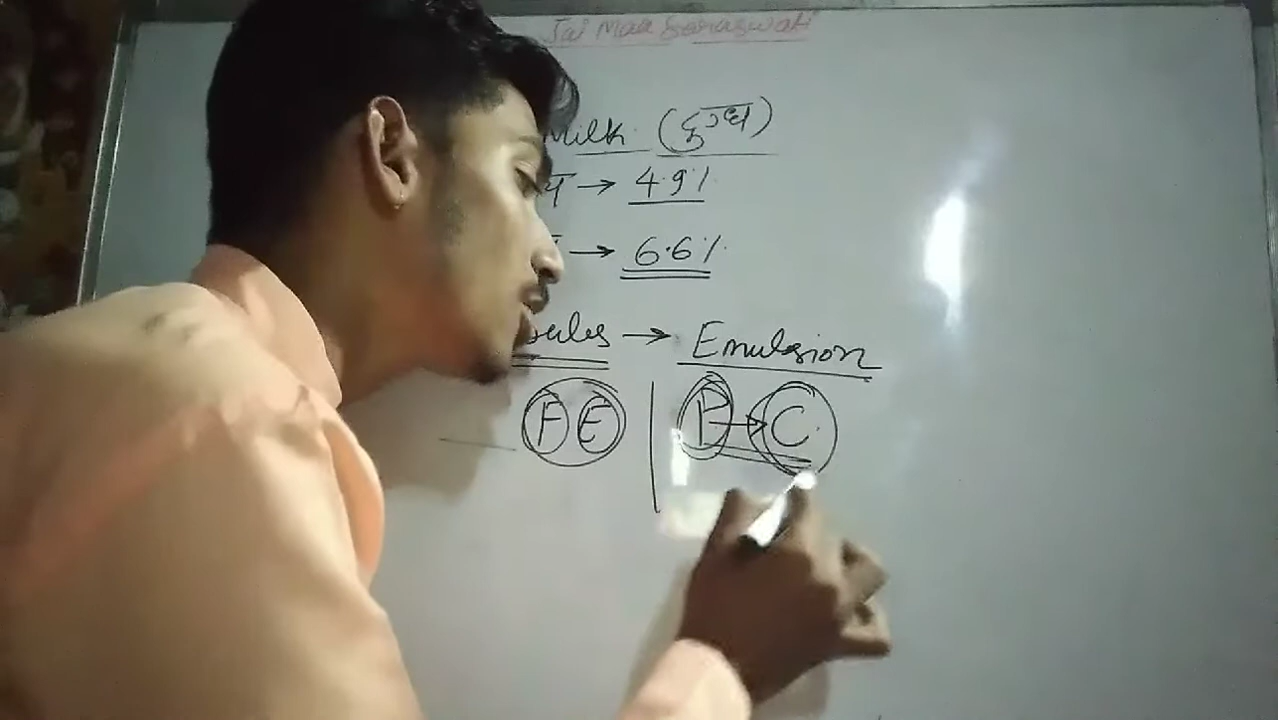 Jai Maa Saraswati
Milk (दुग्ध)
→ 4.9%
→ 6.6%
→ Emulsion
F E | P → C